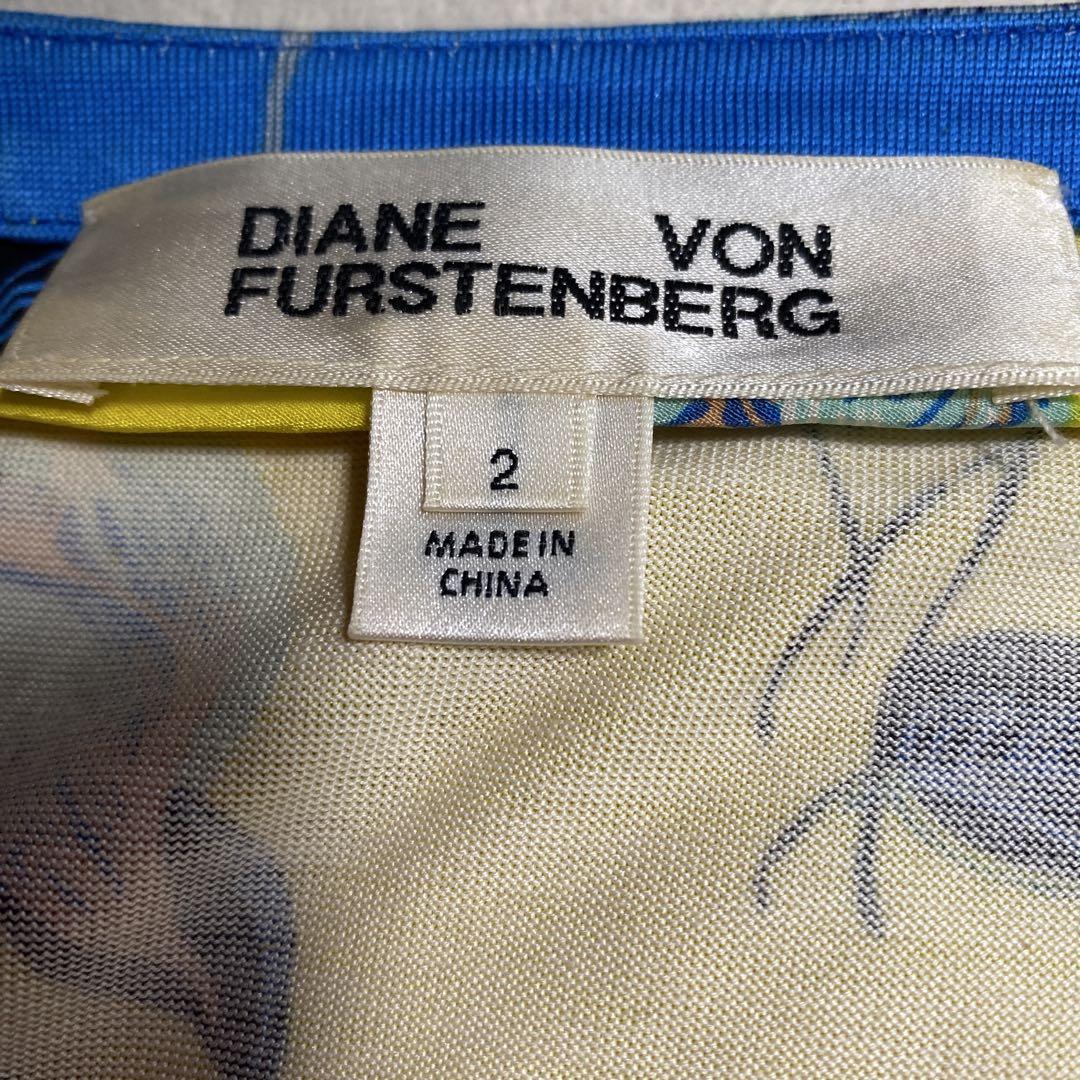 DIANE VON
FURSTENBERG
2
MADE IN
CHINA